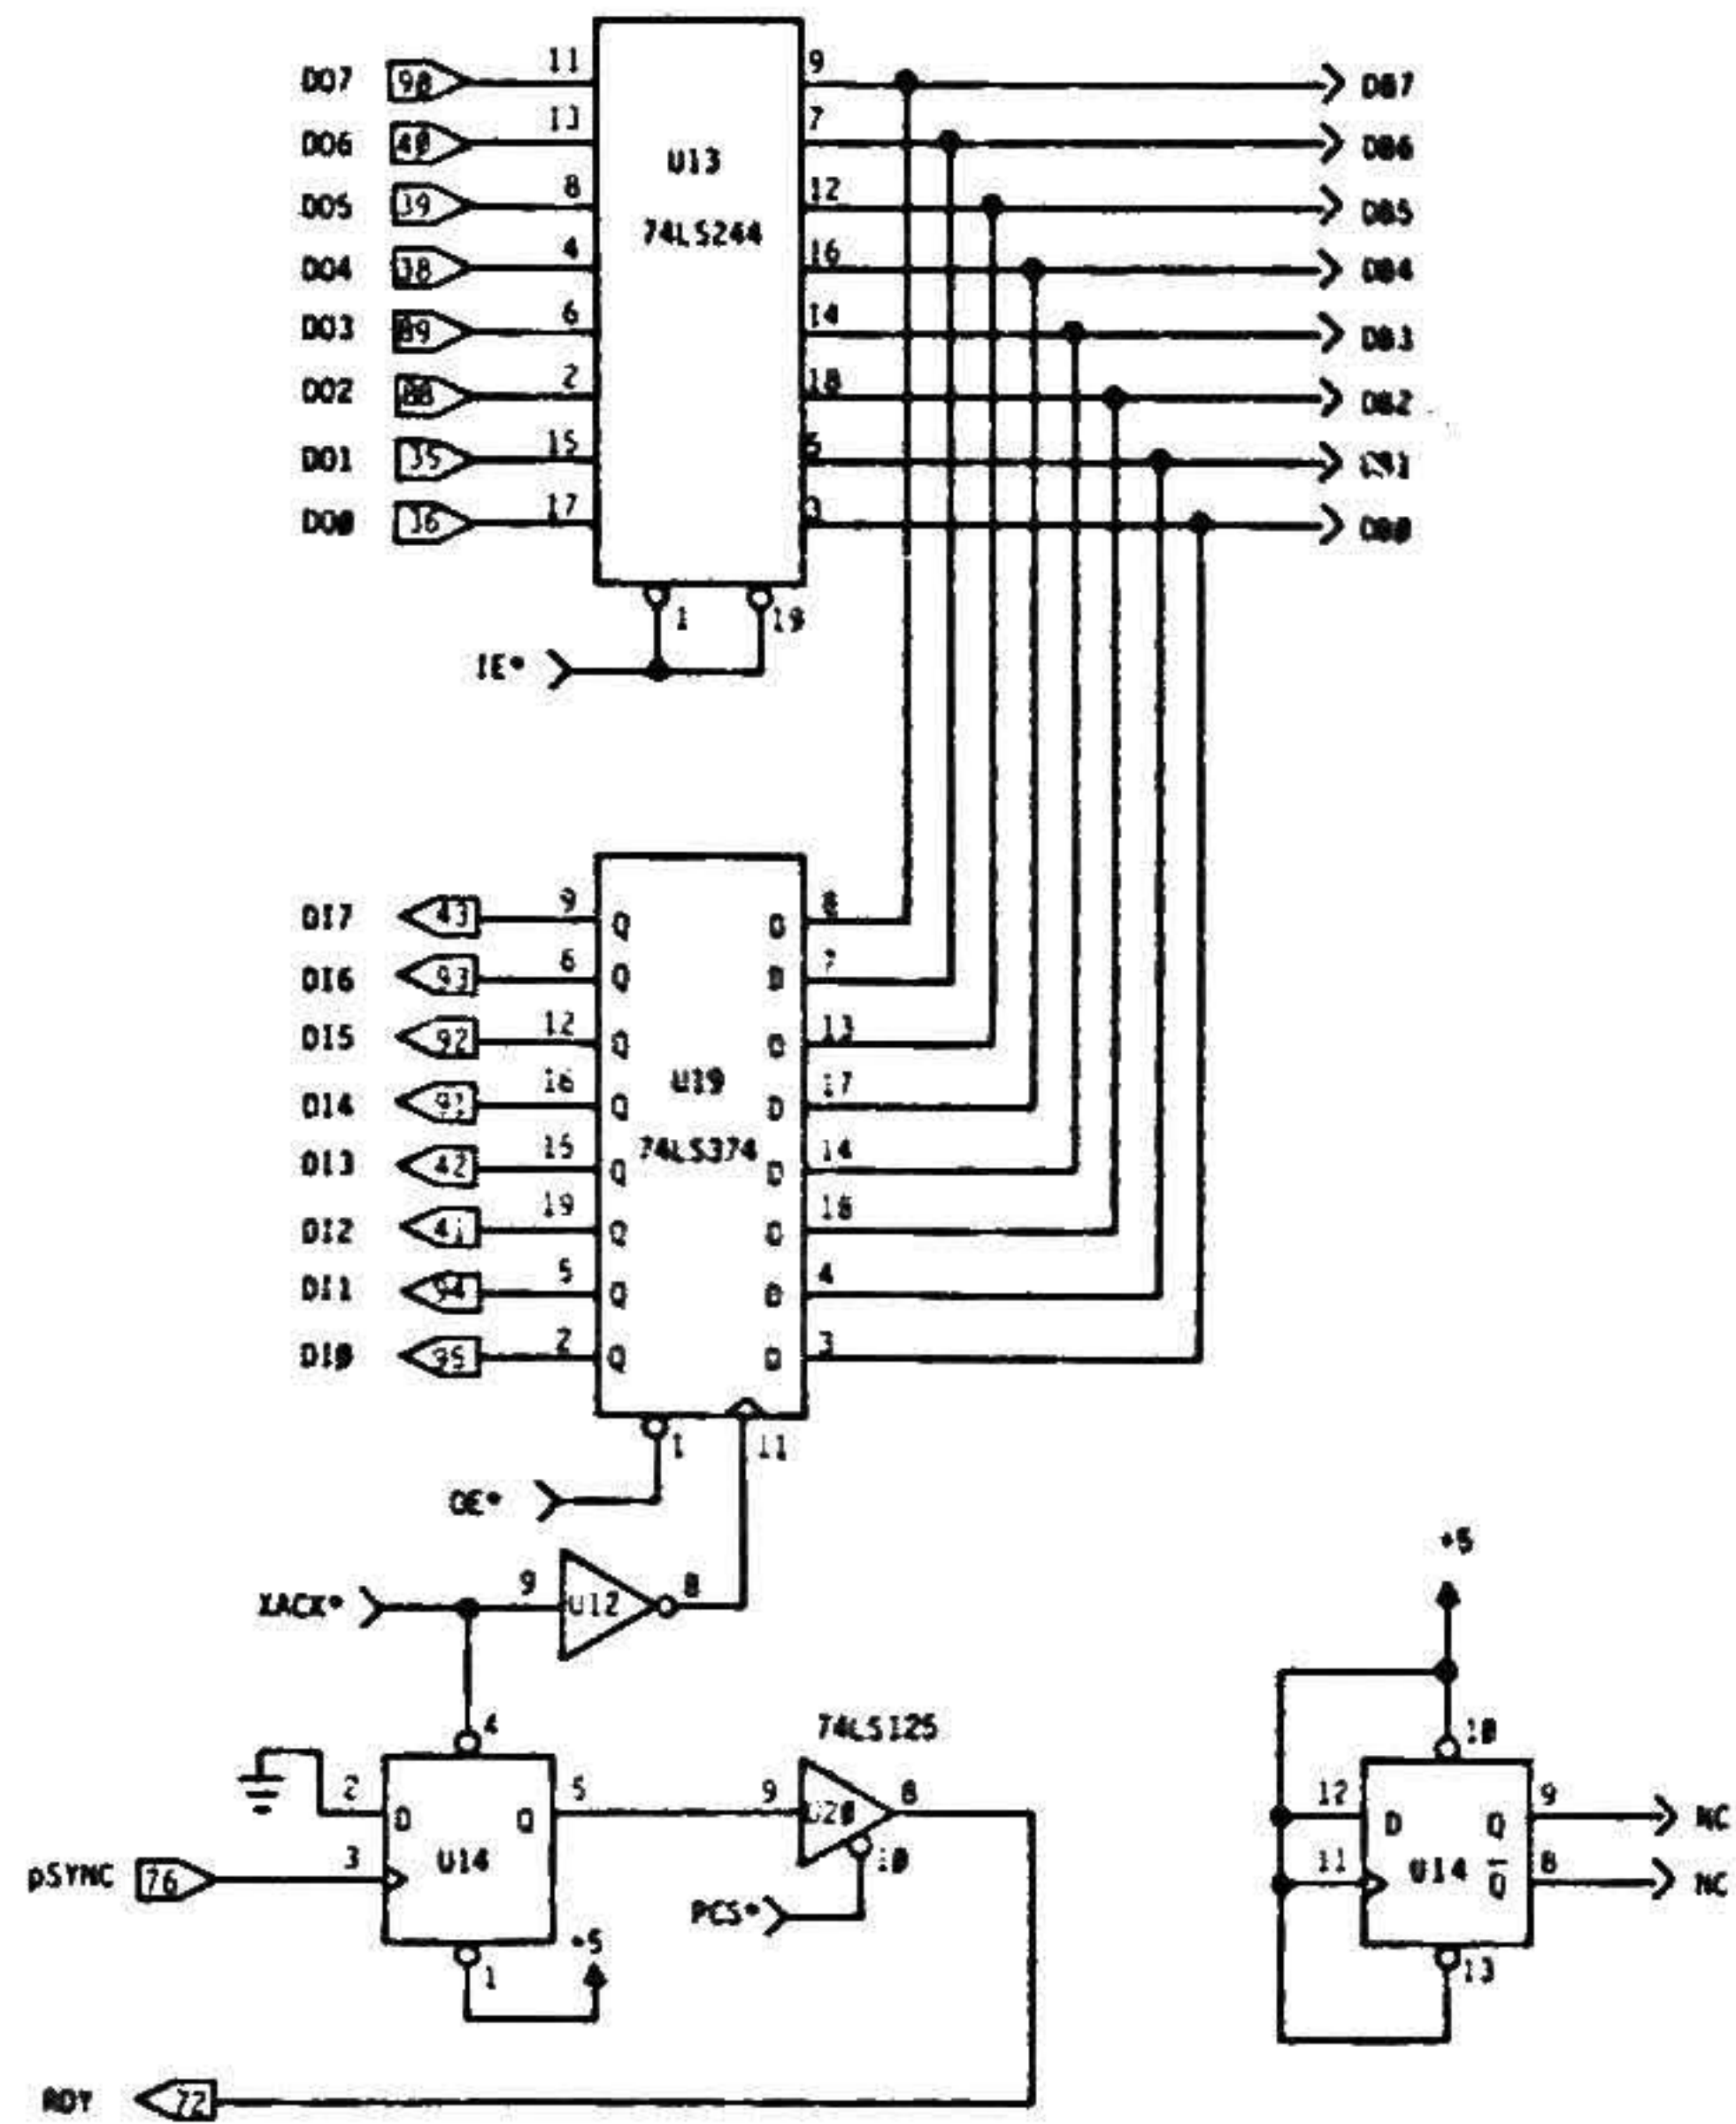 DO7 90 11 9 DB7
DO6 40 13 7 DB6
U13
DO5 39 8 12 DB5
74LS244
DO4 38 4 16 DB4
DO3 89 6 14 DB3
DO2 88 2 18 DB2
DO1 35 15 5 DB1
DO0 36 17 3 DB0
1 19
IE*
DI7 43 9 Q D 8
DI6 93 6 Q D 7
DI5 92 12 Q D 13
U19
DI4 91 16 Q D 17
74LS374
DI3 42 15 Q D 14
DI2 41 19 Q D 18
DI1 94 5 Q D 4
DI0 95 2 Q D 3
1 11
OE*
+5
XACK* 9 U12 8
4 74LS125 10
2 D Q 5 9 U20 8 12 D Q 9 NC
pSYNC 76 3 U14 10 11 U14 Q̅ 8 NC
PCS*
1 +5 13
RDY 72